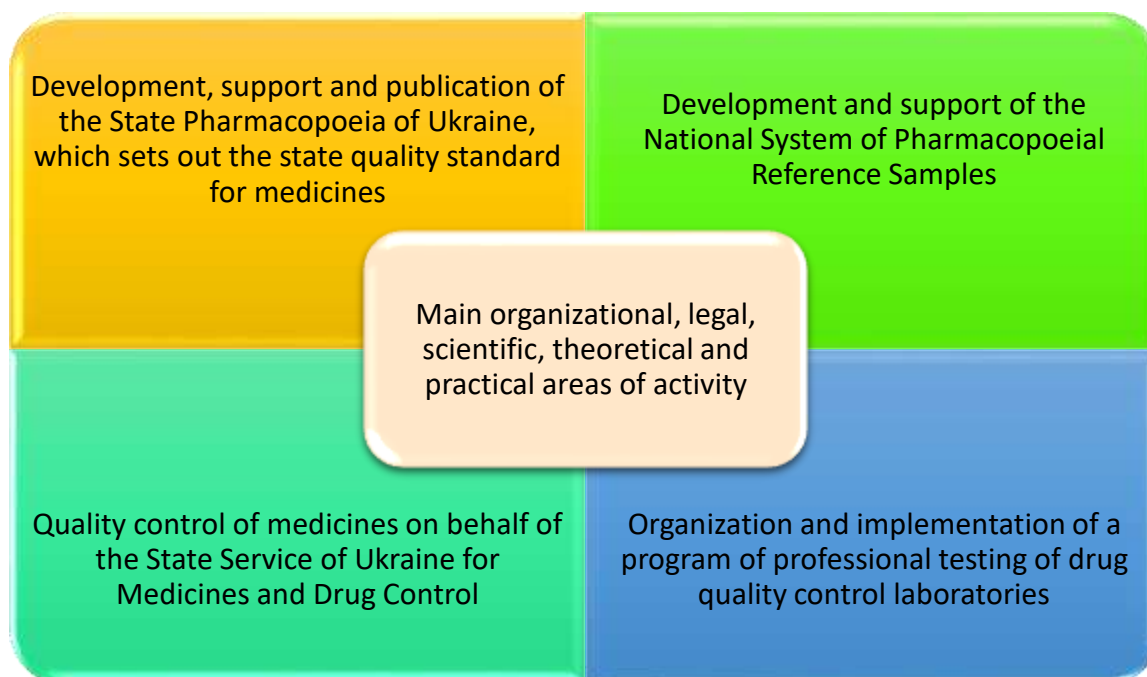 Development, support and publication of
the State Pharmacopoeia of Ukraine,
which sets out the state quality standard
for medicines
Development and support of the
National System of Pharmacopoeial
Reference Samples
Main organizational, legal,
scientific, theoretical and
practical areas of activity
Quality control of medicines on behalf of
the State Service of Ukraine for
Medicines and Drug Control
Organization and implementation of a
program of professional testing of drug
quality control laboratories